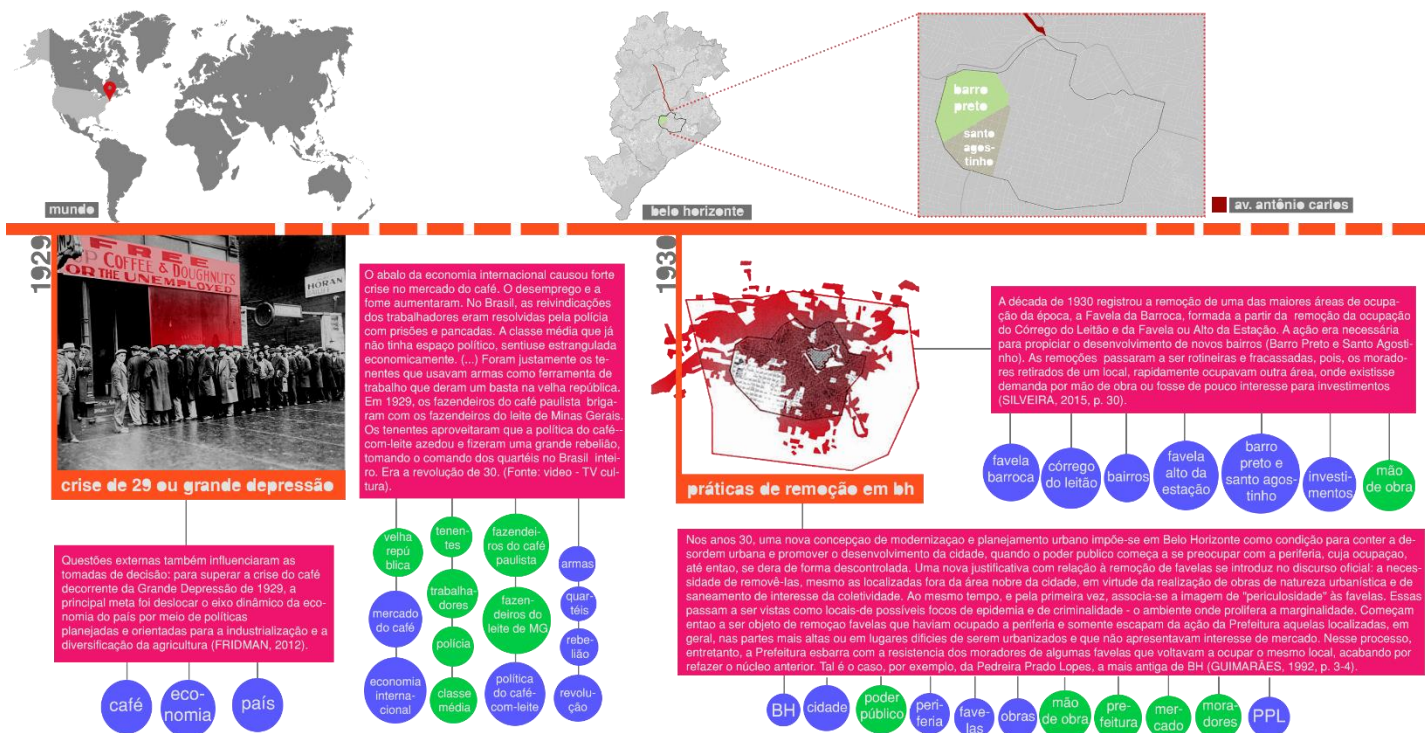 mundo
belo horizonte
barro
preto
santo
agos-
tinho
av. antônio carlos
1929
FREE
COFFEE & DOUGHNUTS
FOR THE UNEMPLOYED
HORAN
crise de 29 ou grande depressão
Questões externas também influenciaram as
tomadas de decisão: para superar a crise do café
decorrente da Grande Depressão de 1929, a
principal meta foi deslocar o eixo dinâmico da eco-
nomia do país por meio de políticas
planejadas e orientadas para a industrialização e a
diversificação da agricultura (FRIDMAN, 2012).
café
eco-
nomia
país
O abalo da economia internacional causou forte
crise no mercado do café. O desemprego e a
fome aumentaram. No Brasil, as reivindicações
dos trabalhadores eram resolvidas pela polícia
com prisões e pancadas. A classe média que já
não tinha espaço político, sentiuse estrangulada
economicamente. (...) Foram justamente os te-
nentes que usavam armas como ferramenta de
trabalho que deram um basta na velha república.
Em 1929, os fazendeiros do café paulista briga-
ram com os fazendeiros do leite de Minas Gerais.
Os tenentes aproveitaram que a política do café--
com-leite azedou e fizeram uma grande rebelião,
tomando o comando dos quartéis no Brasil intei-
ro. Era a revolução de 30. (Fonte: video - TV cul-
tura).
velha
repú
blica
mercado
do café
economia
interna-
cional
tenen-
tes
trabalha-
dores
polícia
classe
média
fazendei-
ros do café
paulista
fazen-
deiros do
leite de MG
política
do café-
com-leite
armas
quar-
téis
rebe-
lião
revolu-
ção
1930
práticas de remoção em bh
A década de 1930 registrou a remoção de uma das maiores áreas de ocupa-
ção da época, a Favela da Barroca, formada a partir da remoção da ocupação
do Córrego do Leitão e da Favela ou Alto da Estação. A ação era necessária
para propiciar o desenvolvimento de novos bairros (Barro Preto e Santo Agosti-
nho). As remoções passaram a ser rotineiras e fracassadas, pois, os morado-
res retirados de um local, rapidamente ocupavam outra área, onde existisse
demanda por mão de obra ou fosse de pouco interesse para investimentos
(SILVEIRA, 2015, p. 30).
favela
barroca
córrego
do leitão
bairros
favela
alto da
estação
barro
preto e
santo agos-
tinho
investi-
mentos
mão
de obra
Nos anos 30, uma nova concepçao de modernizaçao e planejamento urbano impõe-se em Belo Horizonte como condição para conter a de-
sordem urbana e promover o desenvolvimento da cidade, quando o poder publico começa a se preocupar com a periferia, cuja ocupaçao,
até entao, se dera de forma descontrolada. Uma nova justificativa com relação à remoção de favelas se introduz no discurso oficial: a neces-
sidade de removê-las, mesmo as localizadas fora da área nobre da cidade, em virtude da realização de obras de natureza urbanística e de
saneamento de interesse da coletividade. Ao mesmo tempo, e pela primeira vez, associa-se a imagem de "periculosidade" às favelas. Essas
passam a ser vistas como locais-de possíveis focos de epidemia e de criminalidade - o ambiente onde prolifera a marginalidade. Começam
entao a ser objeto de remoçao favelas que haviam ocupado a periferia e somente escapam da ação da Prefeitura aquelas localizadas, em
geral, nas partes mais altas ou em lugares dificies de serem urbanizados e que não apresentavam interesse de mercado. Nesse processo,
entretanto, a Prefeitura esbarra com a resistencia dos moradores de algumas favelas que voltavam a ocupar o mesmo local, acabando por
refazer o núcleo anterior. Tal é o caso, por exemplo, da Pedreira Prado Lopes, a mais antiga de BH (GUIMARÃES, 1992, p. 3-4).
BH
cidade
poder
público
peri-
feria
fave-
las
obras
mão
de obra
pre-
feitura
mer-
cado
mora-
dores
PPL